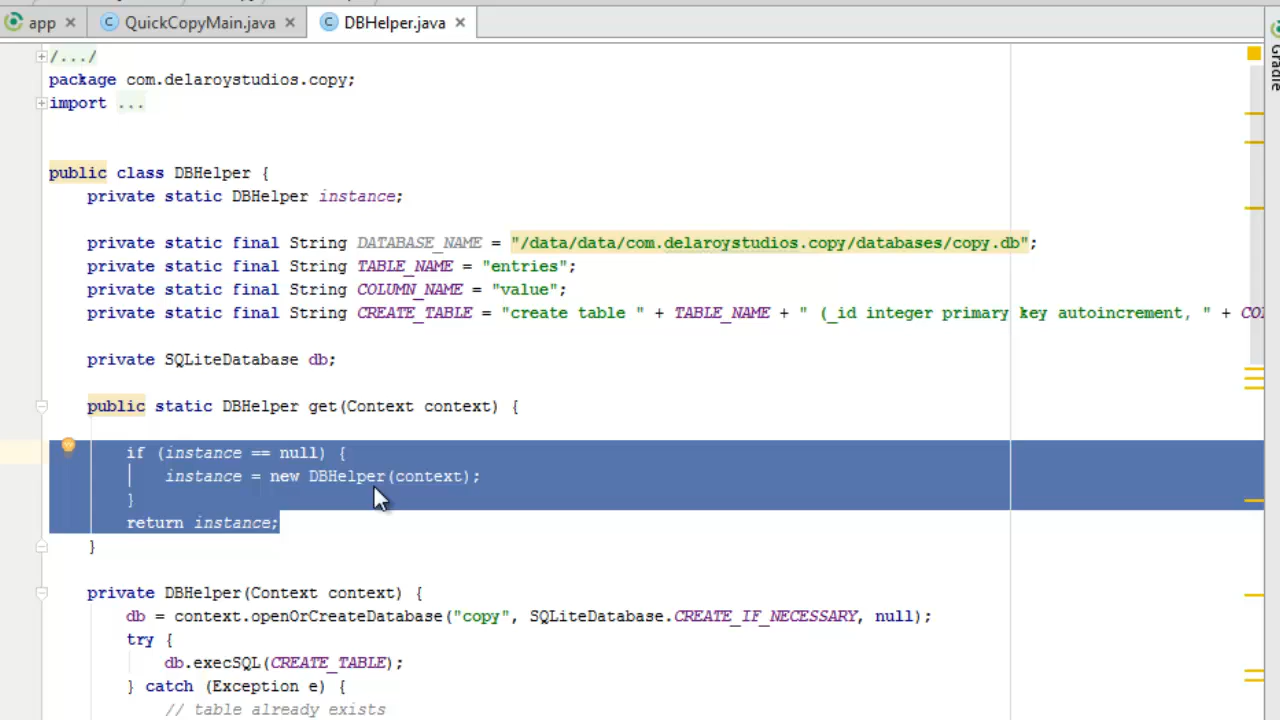 app QuickCopyMain.java DBHelper.java
/.../
package com.delaroystudios.copy;
import ...
public class DBHelper {
private static DBHelper instance;
private static final String DATABASE_NAME = "/data/data/com.delaroystudios.copy/databases/copy.db";
private static final String TABLE_NAME = "entries";
private static final String COLUMN_NAME = "value";
private static final String CREATE_TABLE = "create table " + TABLE_NAME + " (_id integer primary key autoincrement, " +
private SQLiteDatabase db;
public static DBHelper get(Context context) {
if (instance == null) {
instance = new DBHelper(context);
}
return instance;
}
private DBHelper(Context context) {
db = context.openOrCreateDatabase("copy", SQLiteDatabase.CREATE_IF_NECESSARY, null);
try {
db.execSQL(CREATE_TABLE);
} catch (Exception e) {
// table already exists
Gradle